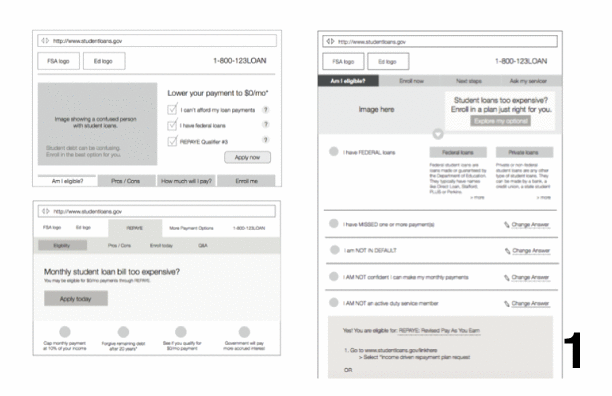 http://www.studentloans.gov
FSA logo
Ed logo
1-800-123LOAN
Image showing a confused person
with student loans.
Student debt can be confusing
Enroll in the best option for you.
Lower your payment to $0/mo*
I can't afford my loan payments ?
I have federal loans ?
REPAYE Qualifier #3 ?
Apply now
Am I eligible?
Pros / Cons
How much will I pay?
Enroll me
http://www.studentloans.gov
FSA logo
Ed logo
REPAYE
More Payment Options
1-800-123LOAN
Eligibility
Pros / Cons
Enroll today
Q&A
Monthly student loan bill too expensive?
You may be eligible for $0/mo payments through REPAYE.
Apply today
Cap monthly payment
at 10% of your income
Forgive remaining debt
after 20 years*
See if you qualify for
$0/mo payment
Government will pay
more accrued interest
http://www.studentloans.gov
FSA logo
Ed logo
1-800-123LOAN
Am I eligible?
Enroll now
Next steps
Ask my servicer
Image here
Student loans too expensive?
Enroll in a plan just right for you.
Explore my options!
I have FEDERAL loans
Federal loans
Federal student loans are
loans made or guaranteed by
the Department of Education.
They typically have names
like Direct Loan, Stafford,
PLUS or Perkins.
> more
Private loans
Private or non-federal
student loans are any other
type of student loans. They
can be made by a bank, a
credit union, a state student
> more
I have MISSED one or more payment(s)
Change Answer
I am NOT IN DEFAULT
Change Answer
I AM NOT confident I can make my monthly payments
Change Answer
I AM NOT an active duty service member
Change Answer
Yes! You are eligible for: REPAYE: Revised Pay As You Earn
1. Go to www.studentloans.gov/linkhere
> Select "Income driven repayment plan request
OR
1